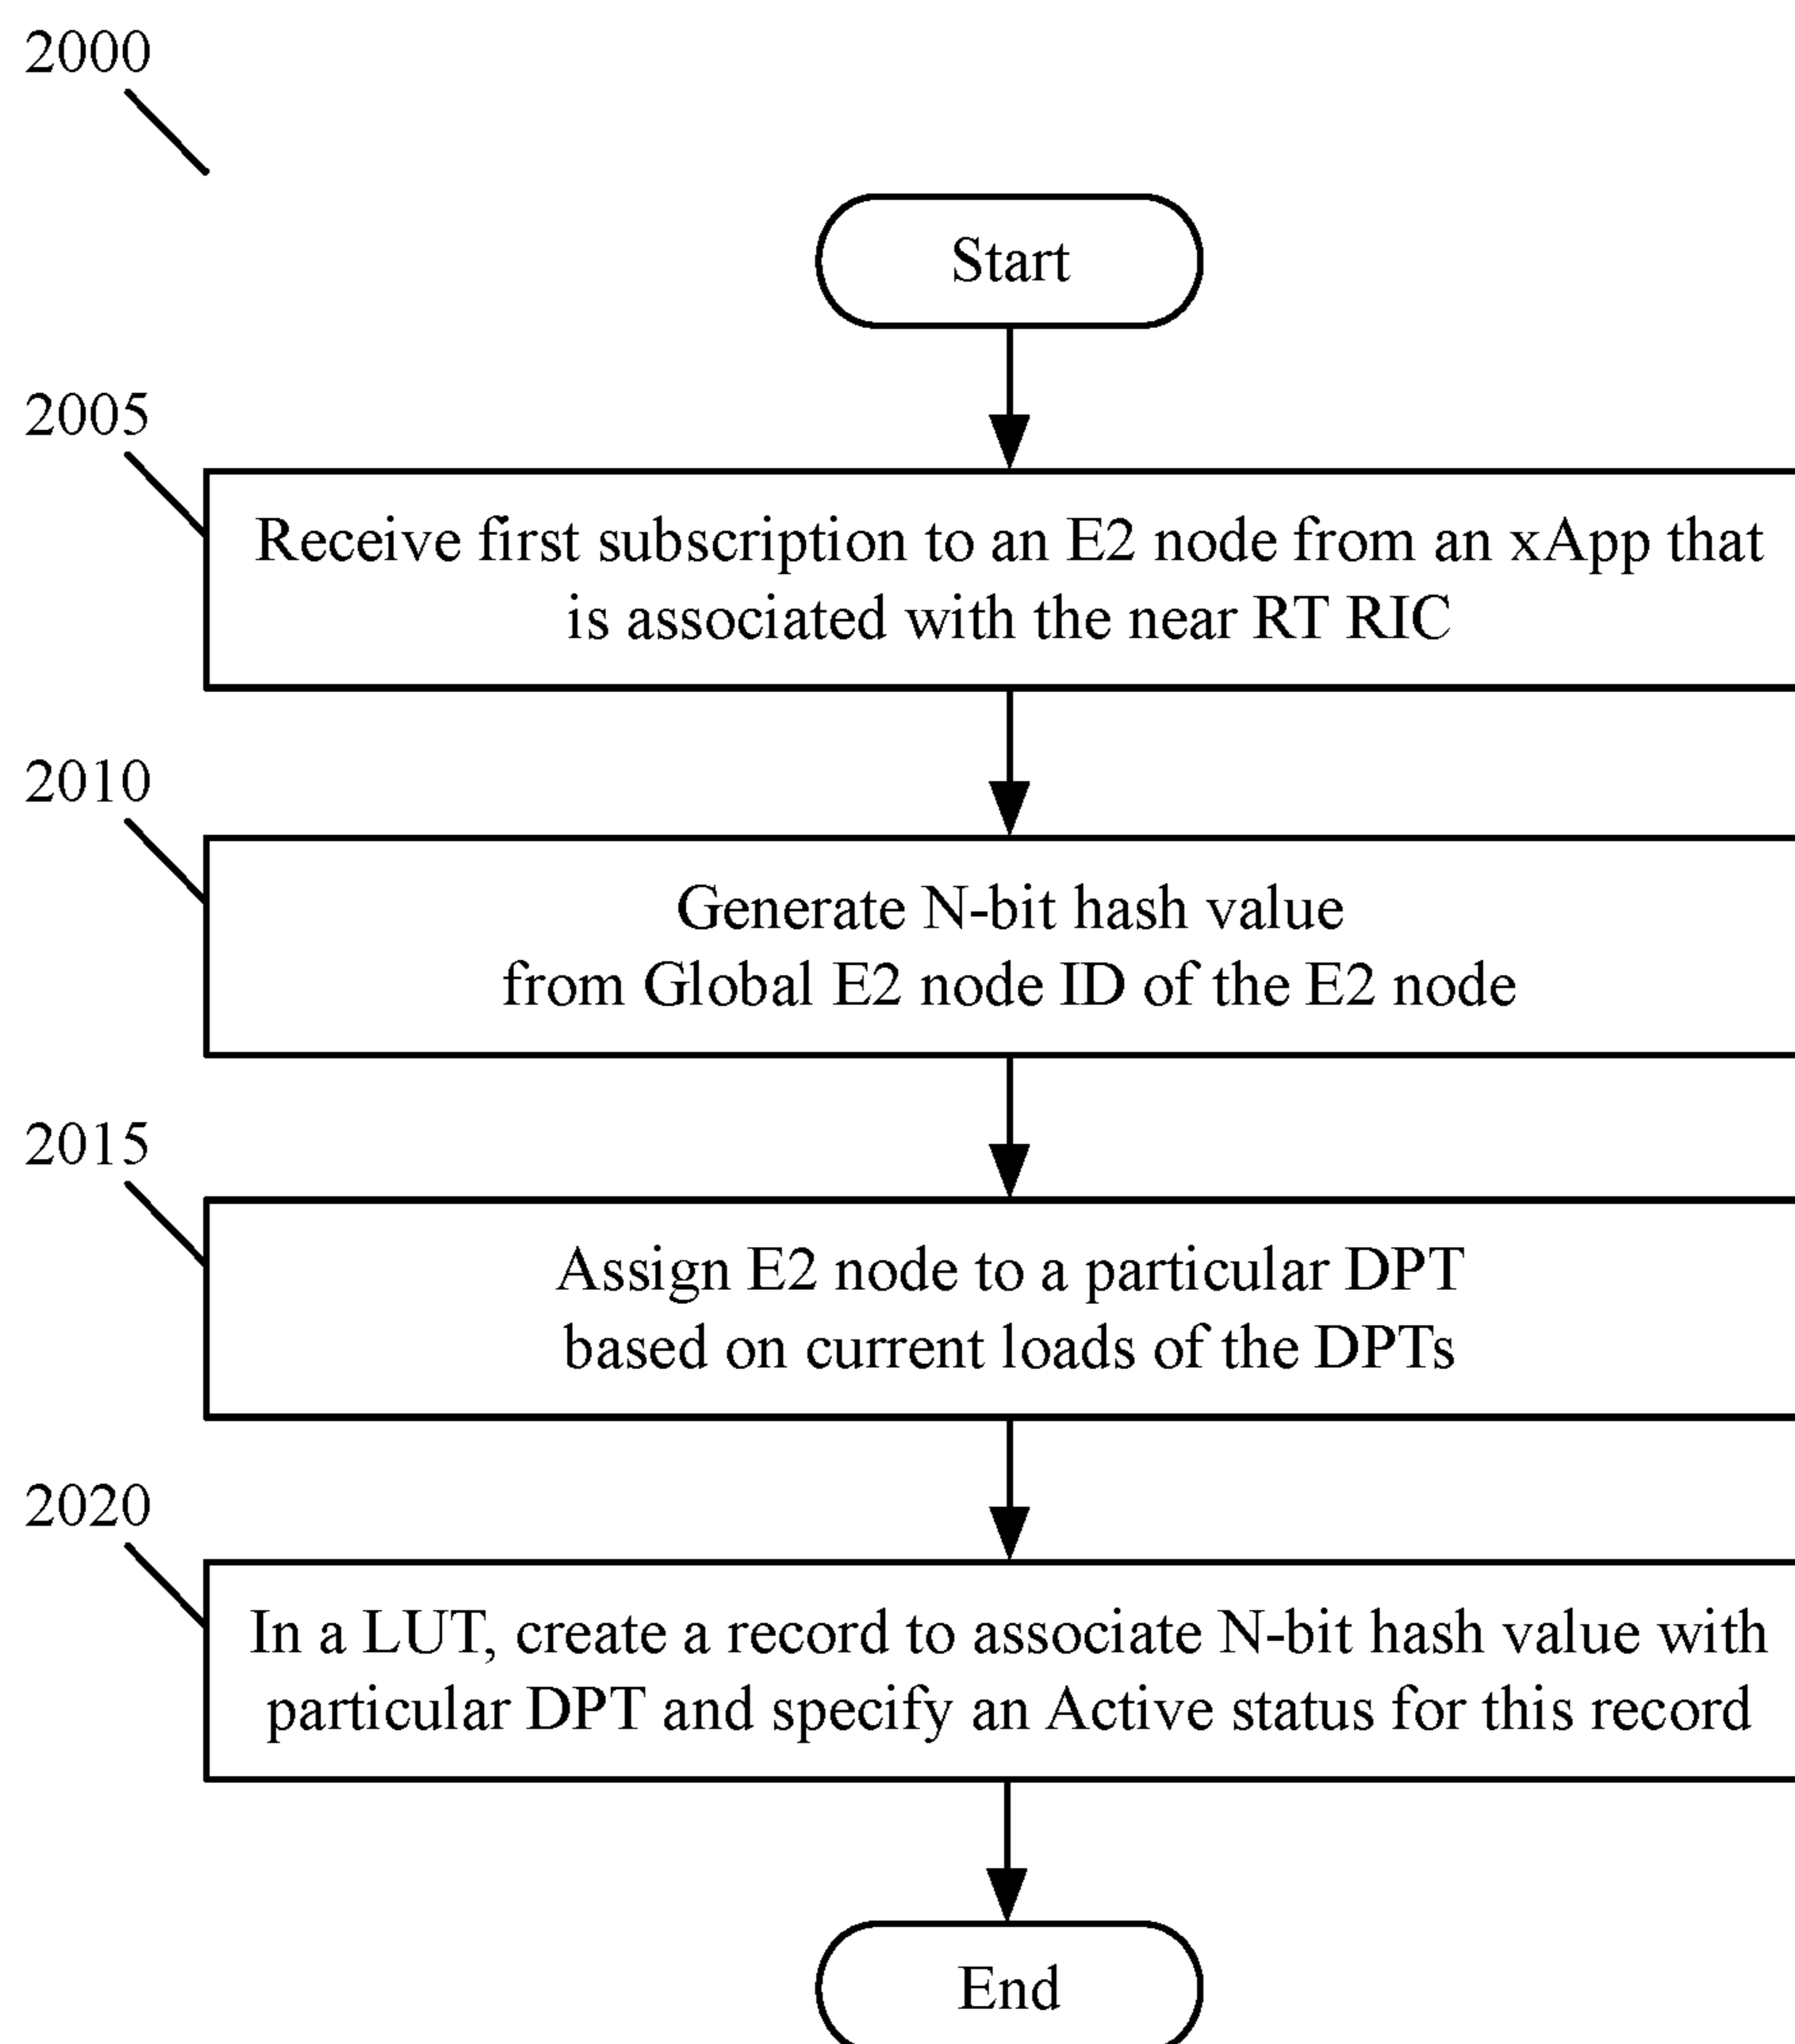 2000
Start
2005
Receive first subscription to an E2 node from an xApp that
is associated with the near RT RIC
2010
Generate N-bit hash value
from Global E2 node ID of the E2 node
2015
Assign E2 node to a particular DPT
based on current loads of the DPTs
2020
In a LUT, create a record to associate N-bit hash value with
particular DPT and specify an Active status for this record
End